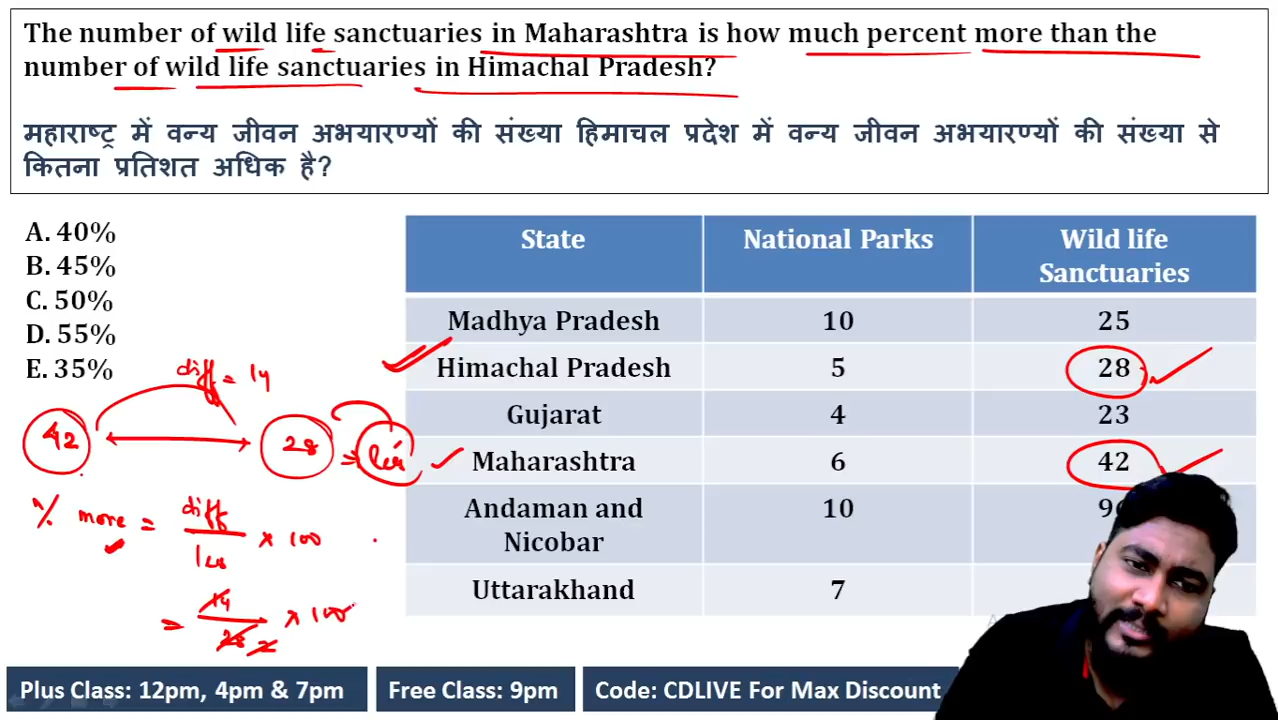 The number of wild life sanctuaries in Maharashtra is how much percent more than the
number of wild life sanctuaries in Himachal Pradesh?
महाराष्ट्र में वन्य जीवन अभयारण्यों की संख्या हिमाचल प्रदेश में वन्य जीवन अभयारण्यों की संख्या से
कितना प्रतिशत अधिक है?
A. 40%
B. 45%
C. 50%
D. 55%
E. 35%
State National Parks Wild life
Sanctuaries
Madhya Pradesh 10 25
Himachal Pradesh 5 28
Gujarat 4 23
Maharashtra 6 42
Andaman and
Nicobar 10
Uttarakhand 7
diff = 14
42 28
% more = diff
× 100
= 14
28 2 × 100
Plus Class: 12pm, 4pm & 7pm
Free Class: 9pm
Code: CDLIVE For Max Discount